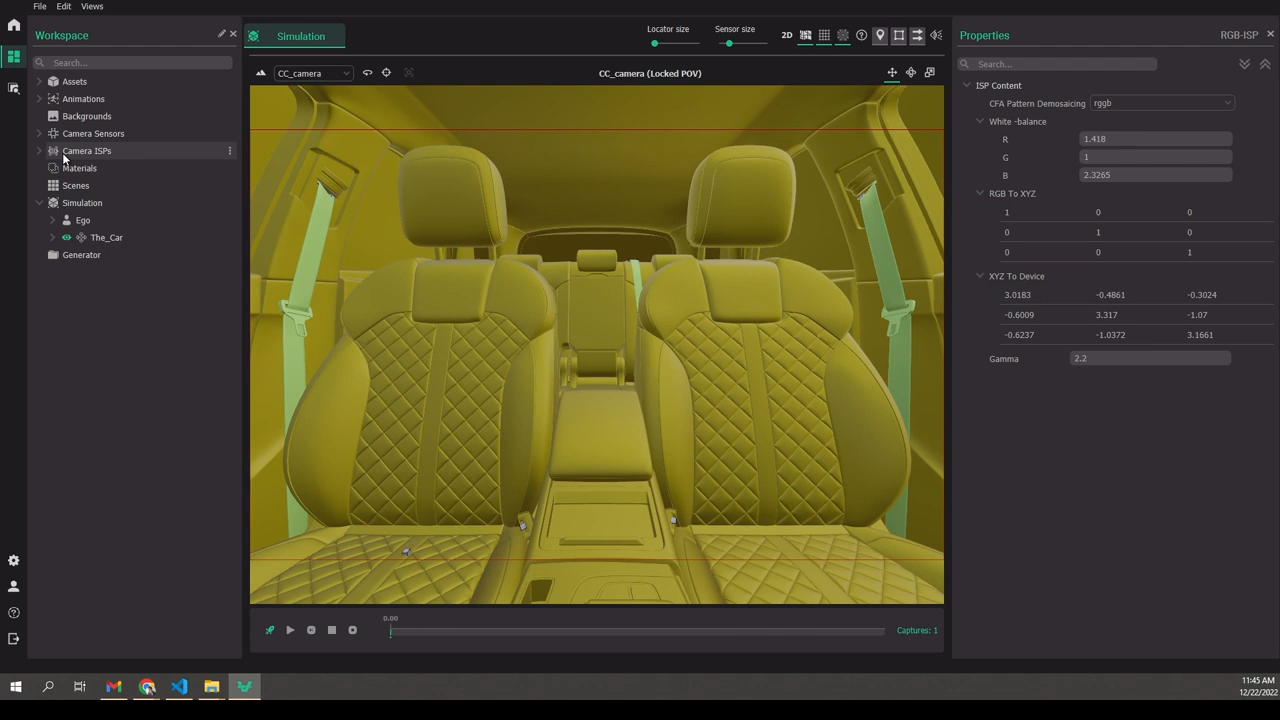 File Edit Views
Workspace
Search...
Assets
Animations
Backgrounds
Camera Sensors
Camera ISPs
Materials
Scenes
Simulation
Ego
The_Car
Generator
Simulation
Locator size
Sensor size
2D
CC_camera
CC_camera (Locked POV)
0.00
Captures: 1
Properties
RGB-ISP
Search...
ISP Content
CFA Pattern Demosaicing rggb
White -balance
R 1.418
G 1
B 2.3265
RGB To XYZ
1 0 0
0 1 0
0 0 1
XYZ To Device
3.0183 -0.4861 -0.3024
-0.6009 3.317 -1.07
-0.6237 -1.0372 3.1661
Gamma 2.2
11:45 AM
12/22/2022